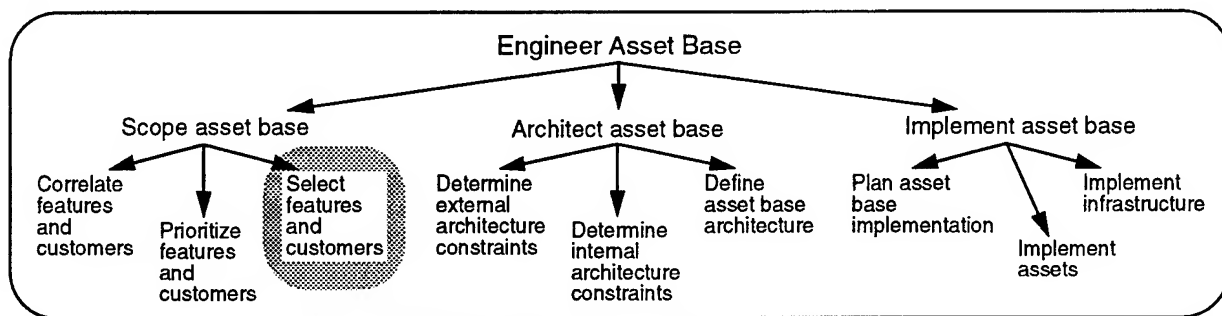 Engineer Asset Base
Scope asset base
Architect asset base
Implement asset base
Correlate
features
and
customers
Prioritize
features
and
customers
Select
features
and
customers
Determine
external
architecture
constraints
Determine
internal
architecture
constraints
Define
asset base
architecture
Plan asset
base
implementation
Implement
assets
Implement
infrastructure